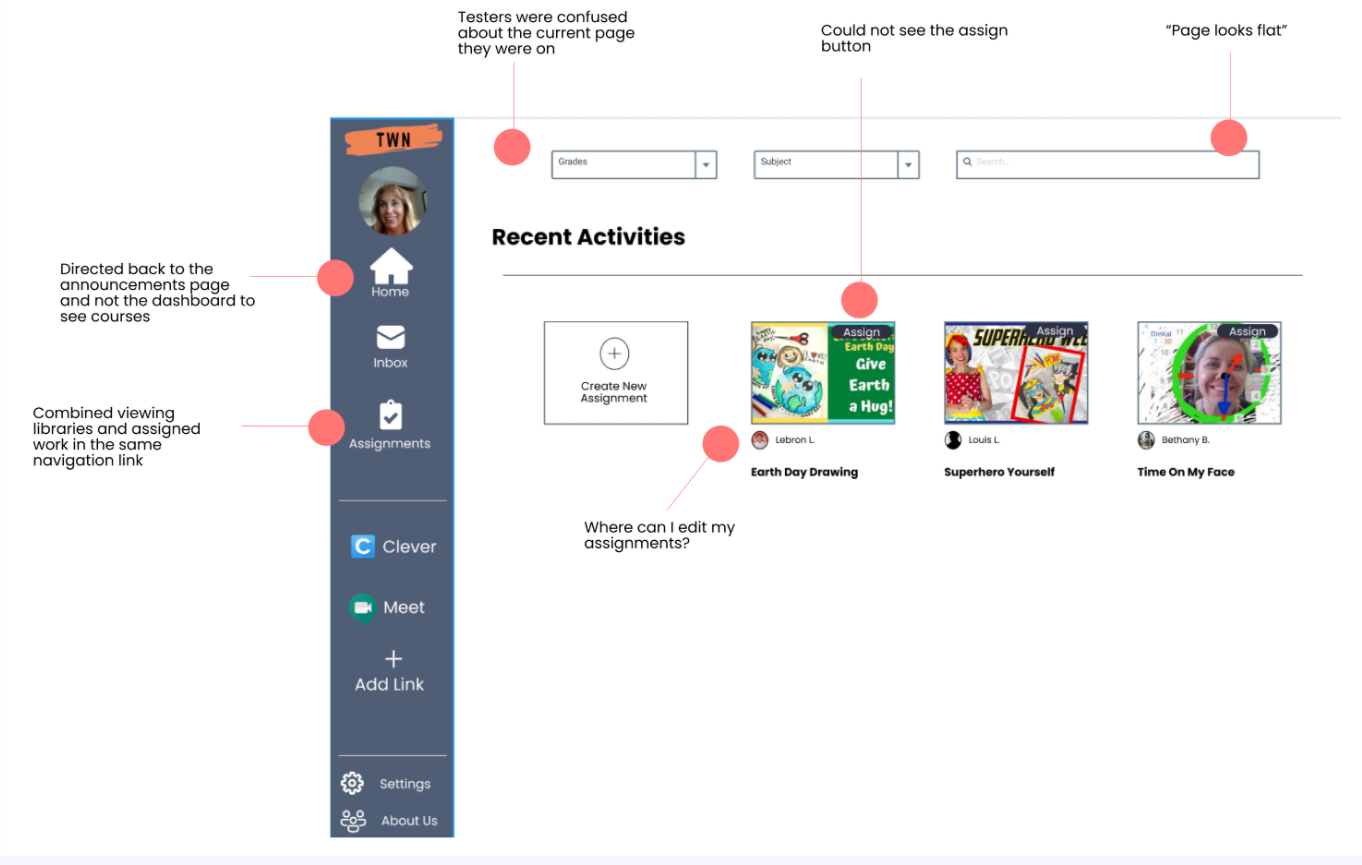 Testers were confused
about the current page
they were on
Could not see the assign
button
“Page looks flat”
TWN
Grades
Subject
Search..
Recent Activities
Directed back to the
announcements page
and not the dashboard to
see courses
Home
Inbox
Combined viewing
libraries and assigned
work in the same
navigation link
Assignments
Create New
Assignment
Assign
Earth Day
Give
Earth
a Hug!
Lebron L.
Earth Day Drawing
Assign
Louis L.
Superhero Yourself
Assign
Bethany B.
Time On My Face
Where can I edit my
assignments?
Clever
Meet
Add Link
Settings
About Us